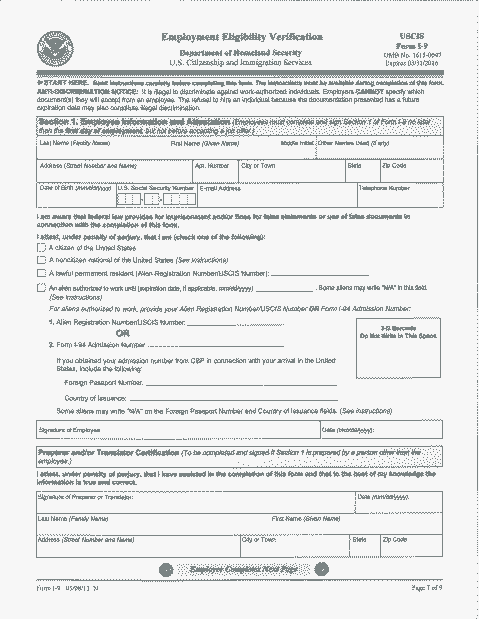 Employment Eligibility Verification
Department of Homeland Security
U.S. Citizenship and Immigration Services
USCIS
Form I-9
OMB No. 1615-0047
Expires 03/31/2016
►START HERE. Read instructions carefully before completing this form. The instructions must be available during completion of this form.
ANTI-DISCRIMINATION NOTICE: It is illegal to discriminate against work-authorized individuals. Employers CANNOT specify which
document(s) they will accept from an employee. The refusal to hire an individual because the documentation presented has a future
expiration date may also constitute illegal discrimination.
Section 1. Employee Information and Attestation (Employees must complete and sign Section 1 of Form I-9 no later
than the first day of employment, but not before accepting a job offer.)
Last Name (Family Name) First Name (Given Name) Middle Initial Other Names Used (if any)
Address (Street Number and Name) Apt. Number City or Town State Zip Code
Date of Birth (mm/dd/yyyy) U.S. Social Security Number E-mail Address Telephone Number
I am aware that federal law provides for imprisonment and/or fines for false statements or use of false documents in
connection with the completion of this form.
I attest, under penalty of perjury, that I am (check one of the following):
A citizen of the United States
A noncitizen national of the United States (See instructions)
A lawful permanent resident (Alien Registration Number/USCIS Number):
An alien authorized to work until (expiration date, if applicable, mm/dd/yyyy) . Some aliens may write "N/A" in this field.
(See instructions)
For aliens authorized to work, provide your Alien Registration Number/USCIS Number OR Form I-94 Admission Number:
1. Alien Registration Number/USCIS Number:
OR
2. Form I-94 Admission Number:
If you obtained your admission number from CBP in connection with your arrival in the United
States, include the following:
Foreign Passport Number:
Country of Issuance:
Some aliens may write "N/A" on the Foreign Passport Number and Country of Issuance fields. (See instructions)
3-D Barcode
Do Not Write in This Space
Signature of Employee: Date (mm/dd/yyyy):
Preparer and/or Translator Certification (To be completed and signed if Section 1 is prepared by a person other than the
employee.)
I attest, under penalty of perjury, that I have assisted in the completion of this form and that to the best of my knowledge the
information is true and correct.
Signature of Preparer or Translator: Date (mm/dd/yyyy):
Last Name (Family Name) First Name (Given Name)
Address (Street Number and Name) City or Town State Zip Code
Employer Completes Next Page
Form I-9 03/08/13 N Page 7 of 9